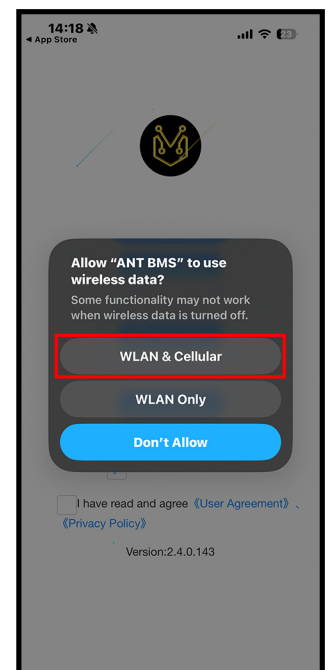 14:18
◀ App Store
23
Allow “ANT BMS” to use
wireless data?
Some functionality may not work
when wireless data is turned off.
WLAN & Cellular
WLAN Only
Don’t Allow
I have read and agree《User Agreement》、
《Privacy Policy》
Version:2.4.0.143